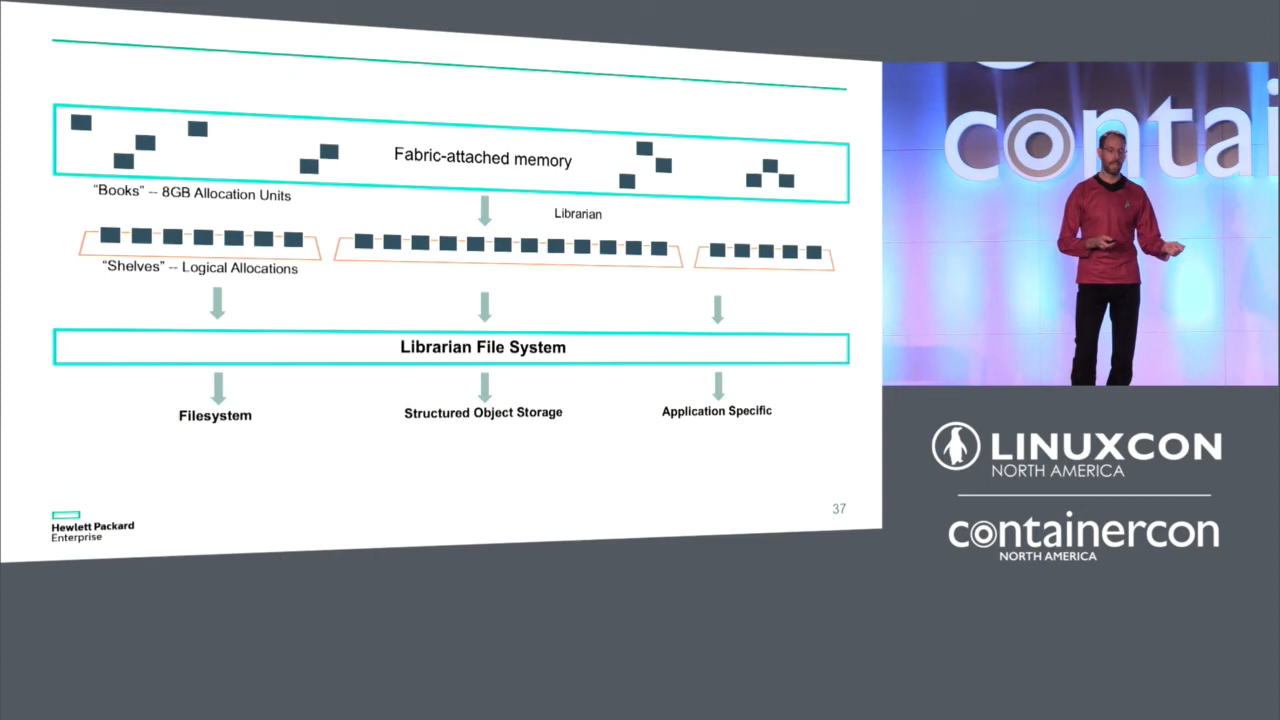 Fabric-attached memory
“Books” -- 8GB Allocation Units
Librarian
“Shelves” -- Logical Allocations
Librarian File System
Filesystem
Structured Object Storage
Application Specific
Hewlett Packard
Enterprise
37
contai
LINUXCON
NORTH AMERICA
containercon
NORTH AMERICA